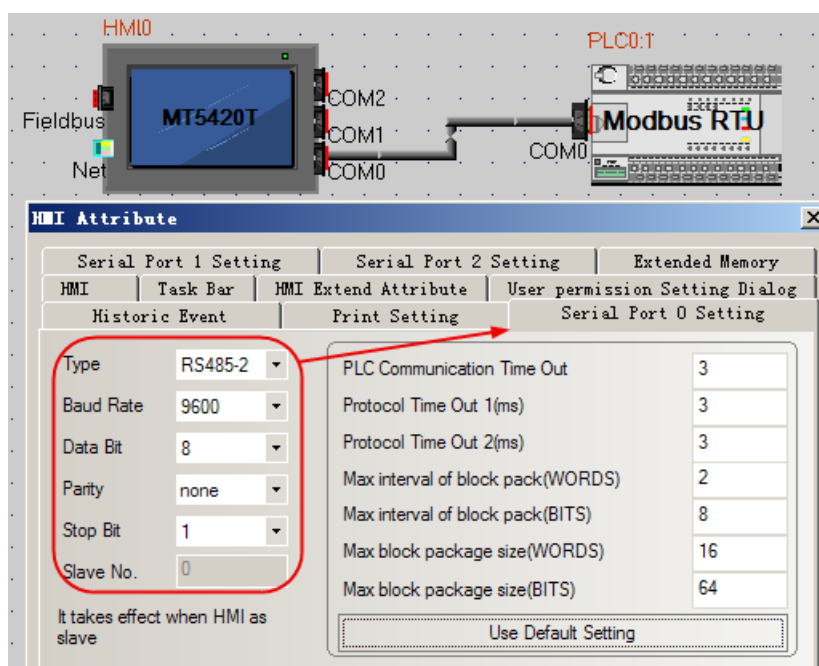 HMI0
PLC0:1
MT5420T
Fieldbus
Net
COM2
COM1
COM0
COM0
Modbus RTU
HMI Attribute
Serial Port 1 Setting
Serial Port 2 Setting
Extended Memory
HMI
Task Bar
HMI Extend Attribute
User permission Setting Dialog
Historic Event
Print Setting
Serial Port 0 Setting
Type
RS485-2
Baud Rate
9600
Data Bit
8
Parity
none
Stop Bit
1
Slave No.
0
It takes effect when HMI as
slave
PLC Communication Time Out
3
Protocol Time Out 1(ms)
3
Protocol Time Out 2(ms)
3
Max interval of block pack(WORDS)
2
Max interval of block pack(BITS)
8
Max block package size(WORDS)
16
Max block package size(BITS)
64
Use Default Setting